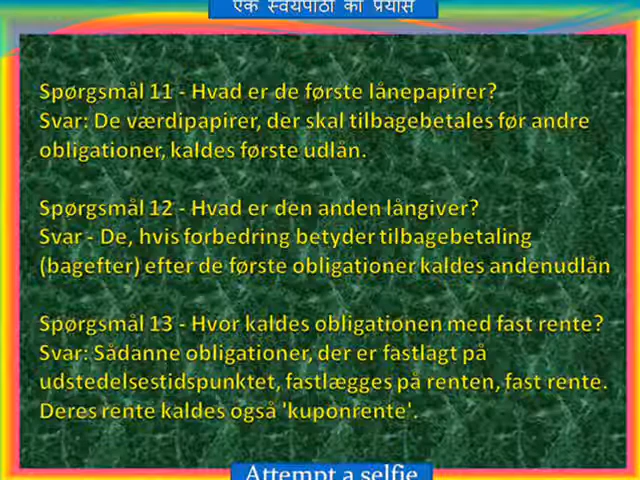 एक स्वयंपाठी का प्रयास
Spørgsmål 11 - Hvad er de første lånepapirer?
Svar: De værdipapirer, der skal tilbagebetales før andre
obligationer, kaldes første udlån.
Spørgsmål 12 - Hvad er den anden långiver?
Svar - De, hvis forbedring betyder tilbagebetaling
(bagefter) efter de første obligationer kaldes andenudlån
Spørgsmål 13 - Hvor kaldes obligationen med fast rente?
Svar: Sådanne obligationer, der er fastlagt på
udstedelsestidspunktet, fastlægges på renten, fast rente.
Deres rente kaldes også 'kuponrente'.
Attempt a selfie